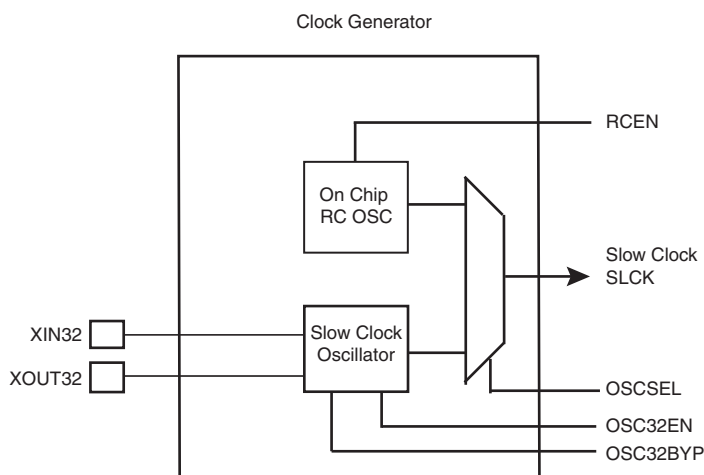 Clock Generator
RCEN
On Chip
RC OSC
Slow Clock
SLCK
XIN32
Slow Clock
Oscillator
XOUT32
OSCSEL
OSC32EN
OSC32BYP